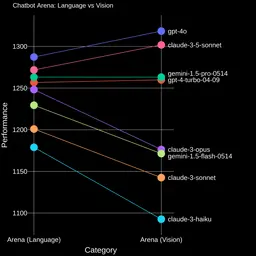 Chatbot Arena: Language vs Vision
gpt-4o
1300
claude-3-5-sonnet
gemini-1.5-pro-0514
gpt-4-turbo-04-09
1250
Performance
1200
claude-3-opus
gemini-1.5-flash-0514
1150
claude-3-sonnet
1100
claude-3-haiku
Arena (Language)
Arena (Vision)
Category